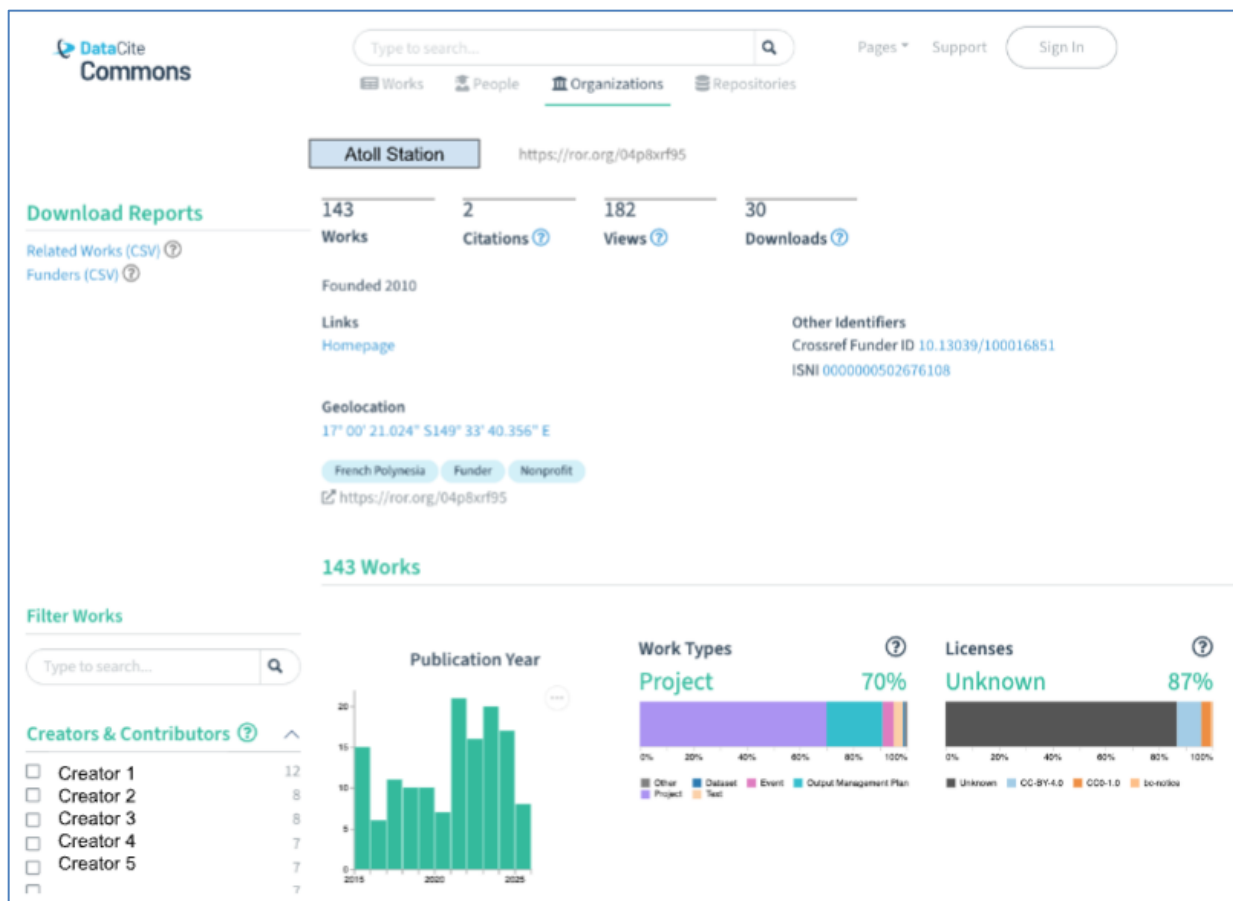 DataCite
Commons
Type to search...
Pages
Support
Sign In
Works
People
Organizations
Repositories
Atoll Station
https://ror.org/04p8xrf95
Download Reports
Related Works (CSV) ?
Funders (CSV) ?
143
Works
2
Citations ?
182
Views ?
30
Downloads ?
Founded 2010
Links
Homepage
Other Identifiers
Crossref Funder ID 10.13039/100016851
ISNI 0000000502676108
Geolocation
17° 00' 21.024" S149° 33' 40.356" E
French Polynesia
Funder
Nonprofit
https://ror.org/04p8xrf95
143 Works
Filter Works
Type to search...
Creators & Contributors ?
Creator 1 12
Creator 2 8
Creator 3 8
Creator 4 7
Creator 5 7
7
Publication Year
...
20
15
10
5
0
2015 2020 2025
Work Types ?
Project 70%
0% 20% 40% 60% 80% 100%
Other Dataset Event Output Management Plan
Project Text
Licenses ?
Unknown 87%
0% 20% 40% 60% 80% 100%
Unknown CC-BY-4.0 CC0-1.0 bc-notice